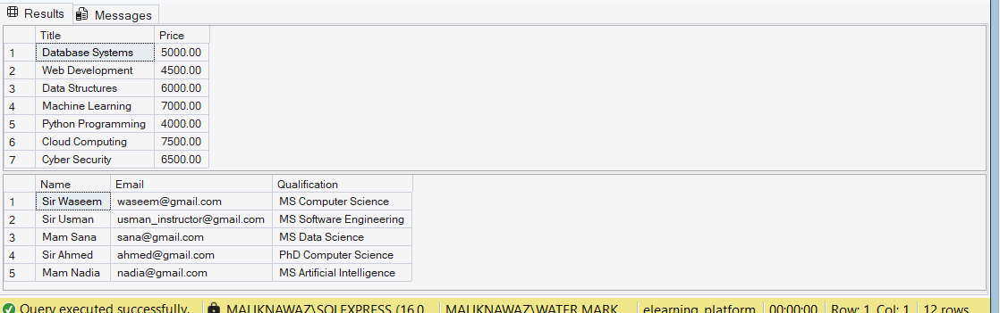 Results Messages
Title Price
1 Database Systems 5000.00
2 Web Development 4500.00
3 Data Structures 6000.00
4 Machine Learning 7000.00
5 Python Programming 4000.00
6 Cloud Computing 7500.00
7 Cyber Security 6500.00
Name Email Qualification
1 Sir Waseem waseem@gmail.com MS Computer Science
2 Sir Usman usman_instructor@gmail.com MS Software Engineering
3 Mam Sana sana@gmail.com MS Data Science
4 Sir Ahmed ahmed@gmail.com PhD Computer Science
5 Mam Nadia nadia@gmail.com MS Artificial Intelligence
Query executed successfully. MALIKNAWAZ\SQLEXPRESS (16.0 ... MALIKNAWAZ\WATER MARK ... elearning_platform 00:00:00 Row: 1, Col: 1 12 rows